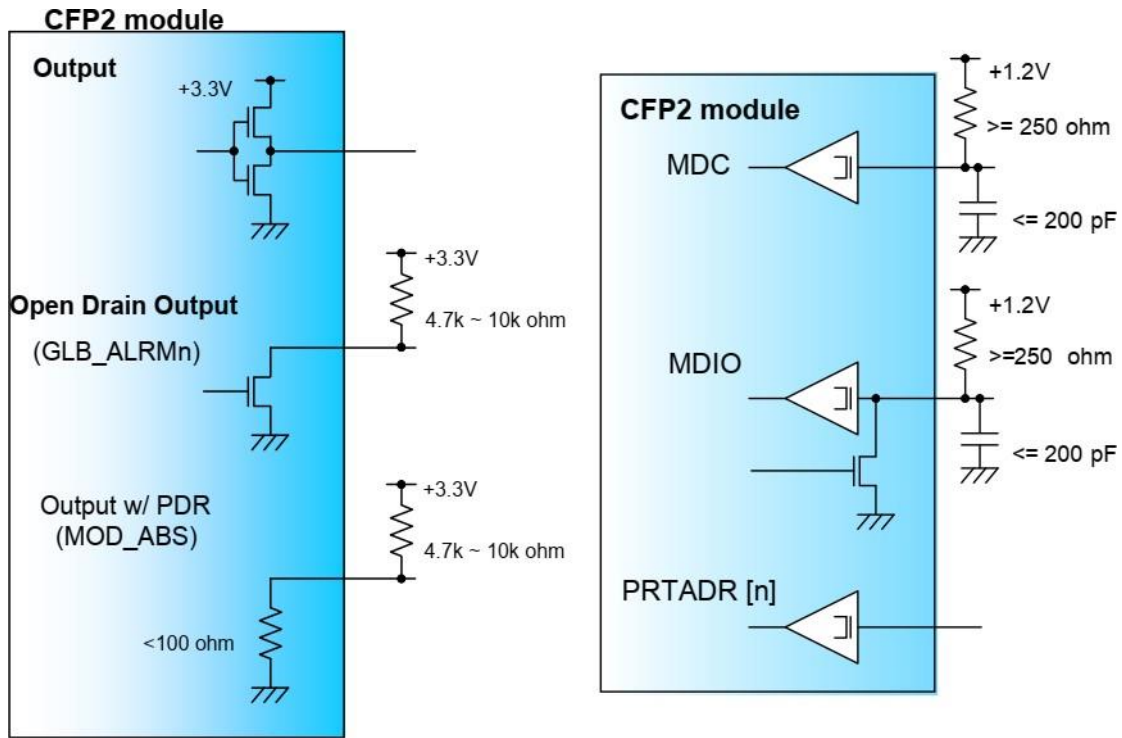 CFP2 module
Output
+3.3V
+3.3V
4.7k ~ 10k ohm
Open Drain Output
(GLB_ALRMn)
+3.3V
4.7k ~ 10k ohm
Output w/ PDR
(MOD_ABS)
<100 ohm
CFP2 module
+1.2V
>= 250 ohm
MDC
<= 200 pF
+1.2V
>=250 ohm
MDIO
<= 200 pF
PRTADR [n]